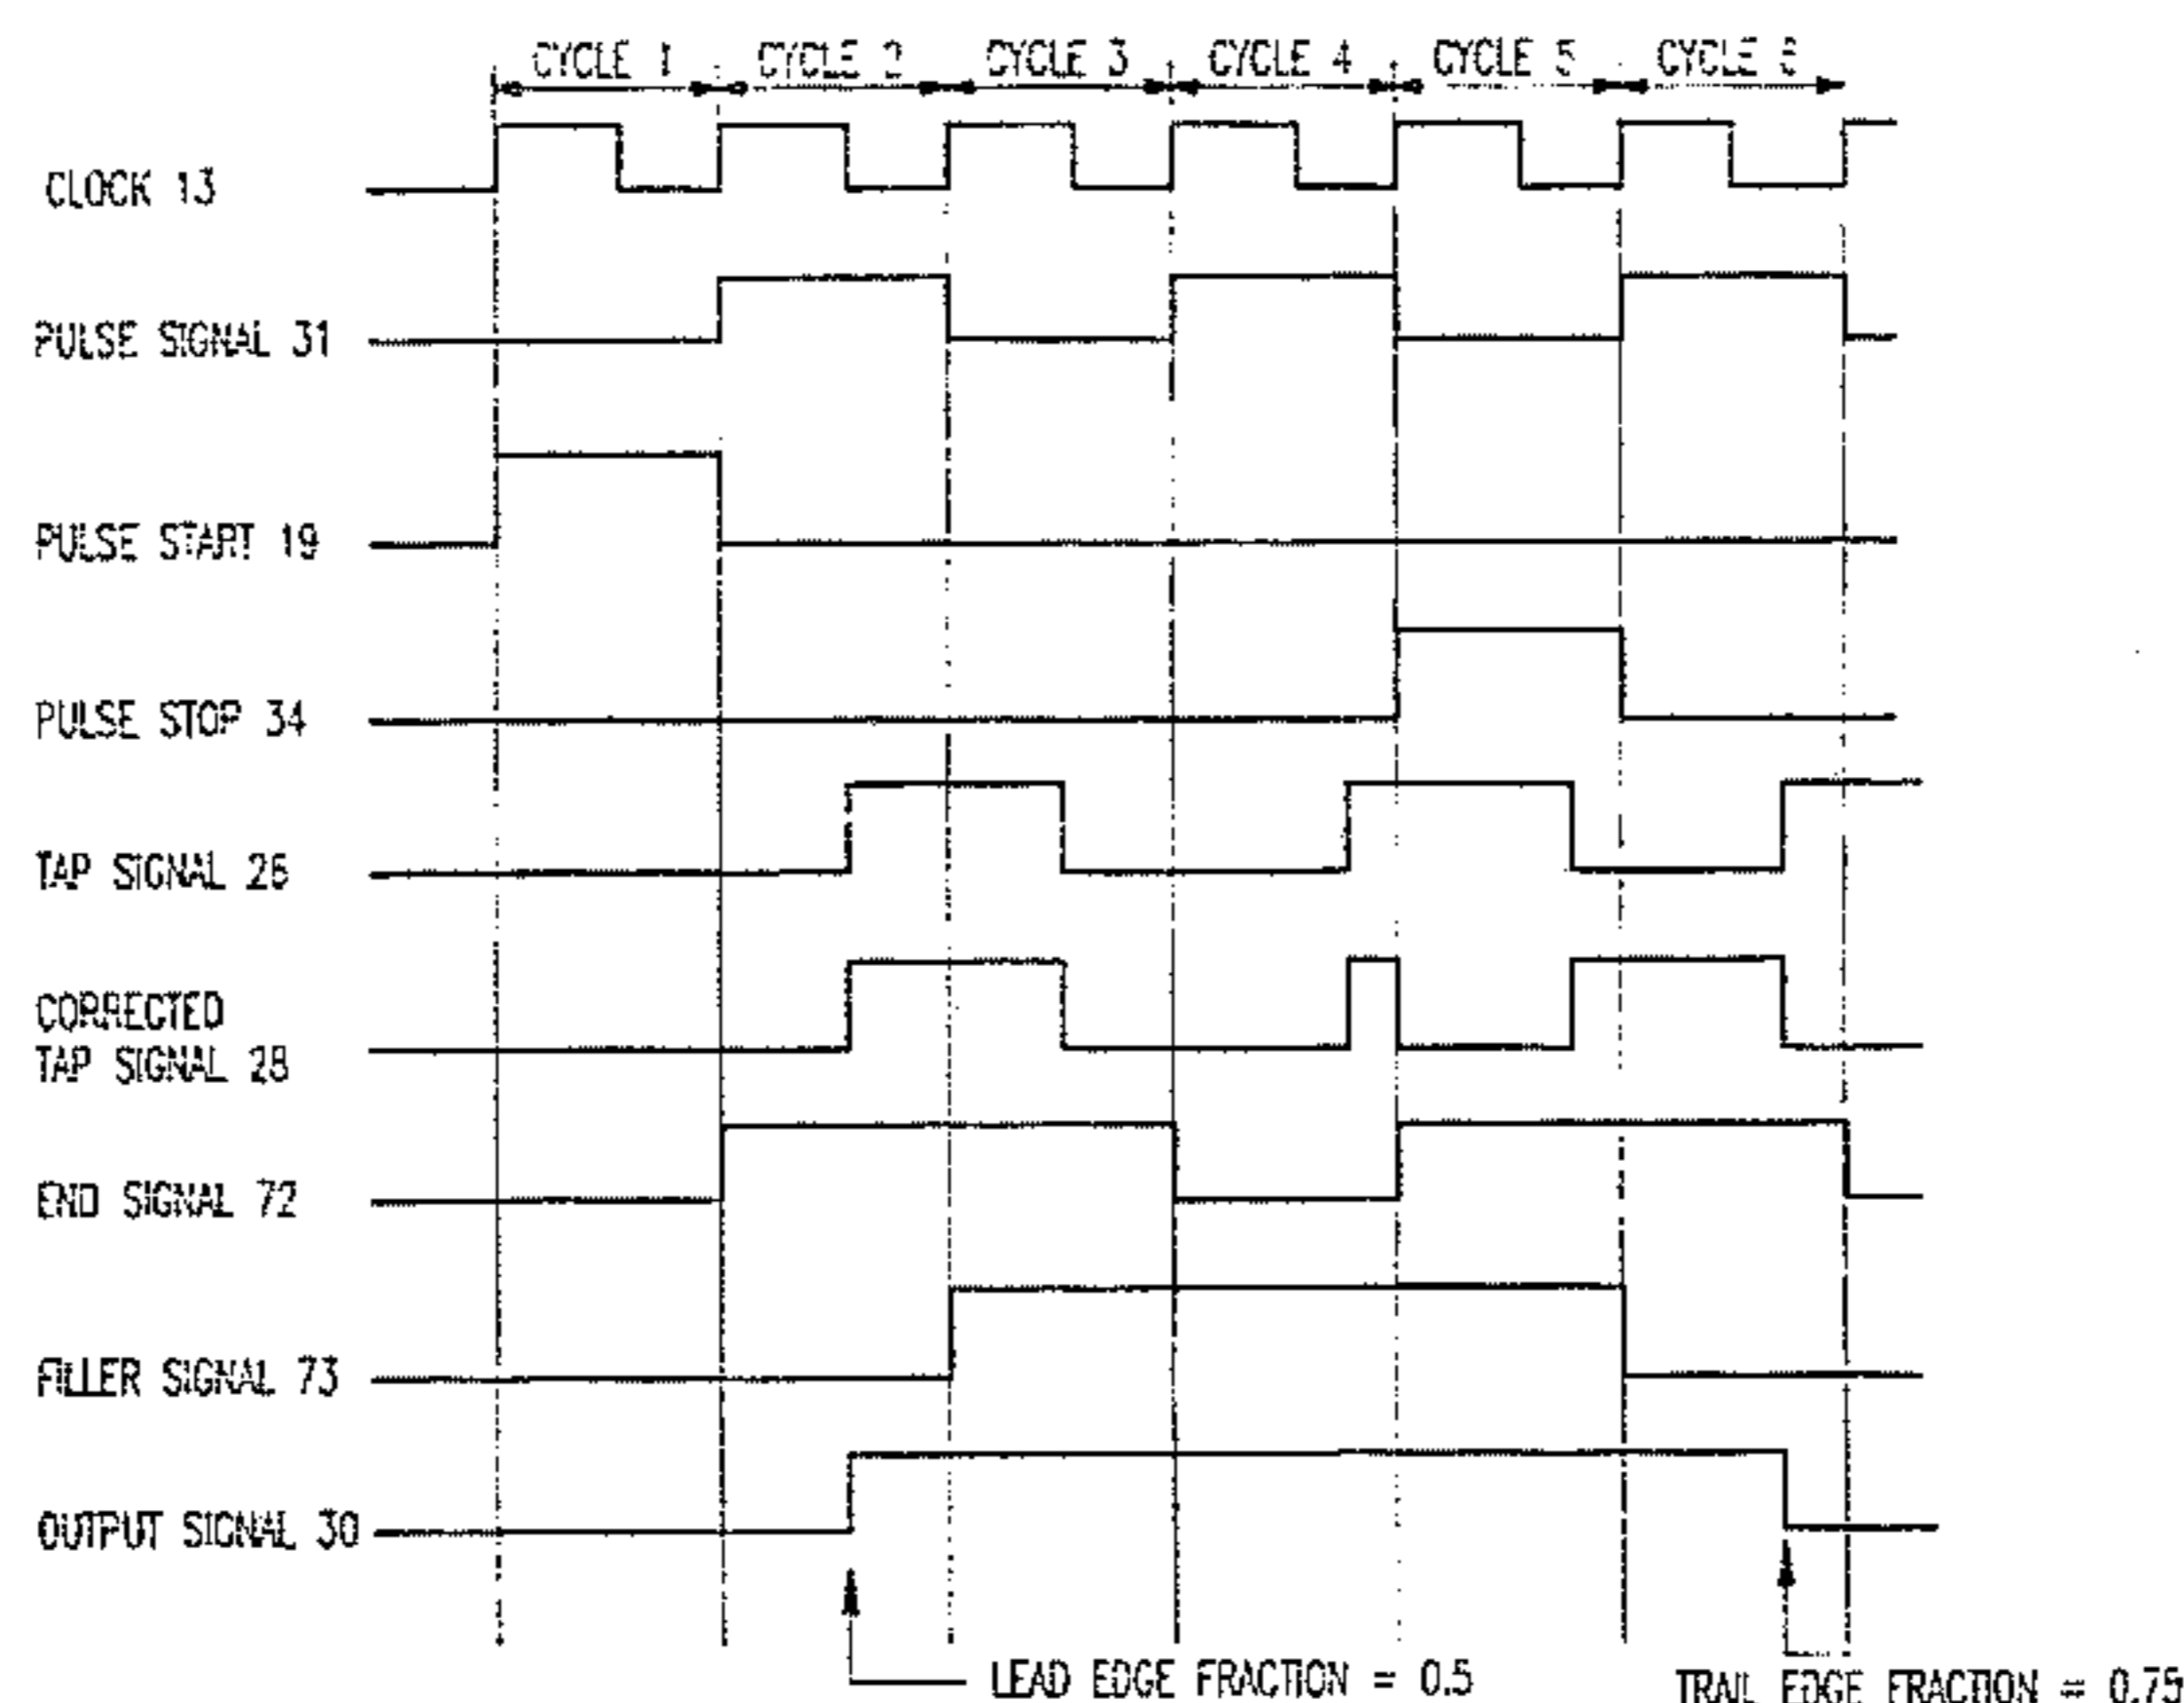 CYCLE 1 CYCLE 2 CYCLE 3 CYCLE 4 CYCLE 5 CYCLE 6
CLOCK 13
PULSE SIGNAL 31
PULSE START 19
PULSE STOP 34
TAP SIGNAL 26
CORRECTED
TAP SIGNAL 28
END SIGNAL 72
FILLER SIGNAL 73
OUTPUT SIGNAL 30
LEAD EDGE FRACTION = 0.5
TRAIL EDGE FRACTION = 0.75